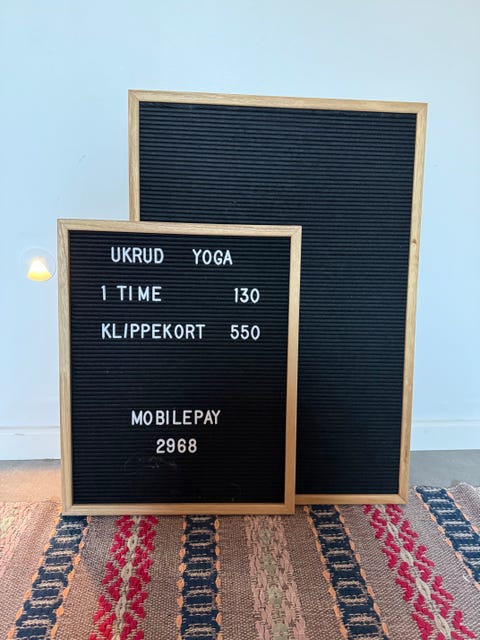 UKRUD YOGA
1 TIME 130
KLIPPEKORT 550
MOBILEPAY
2968